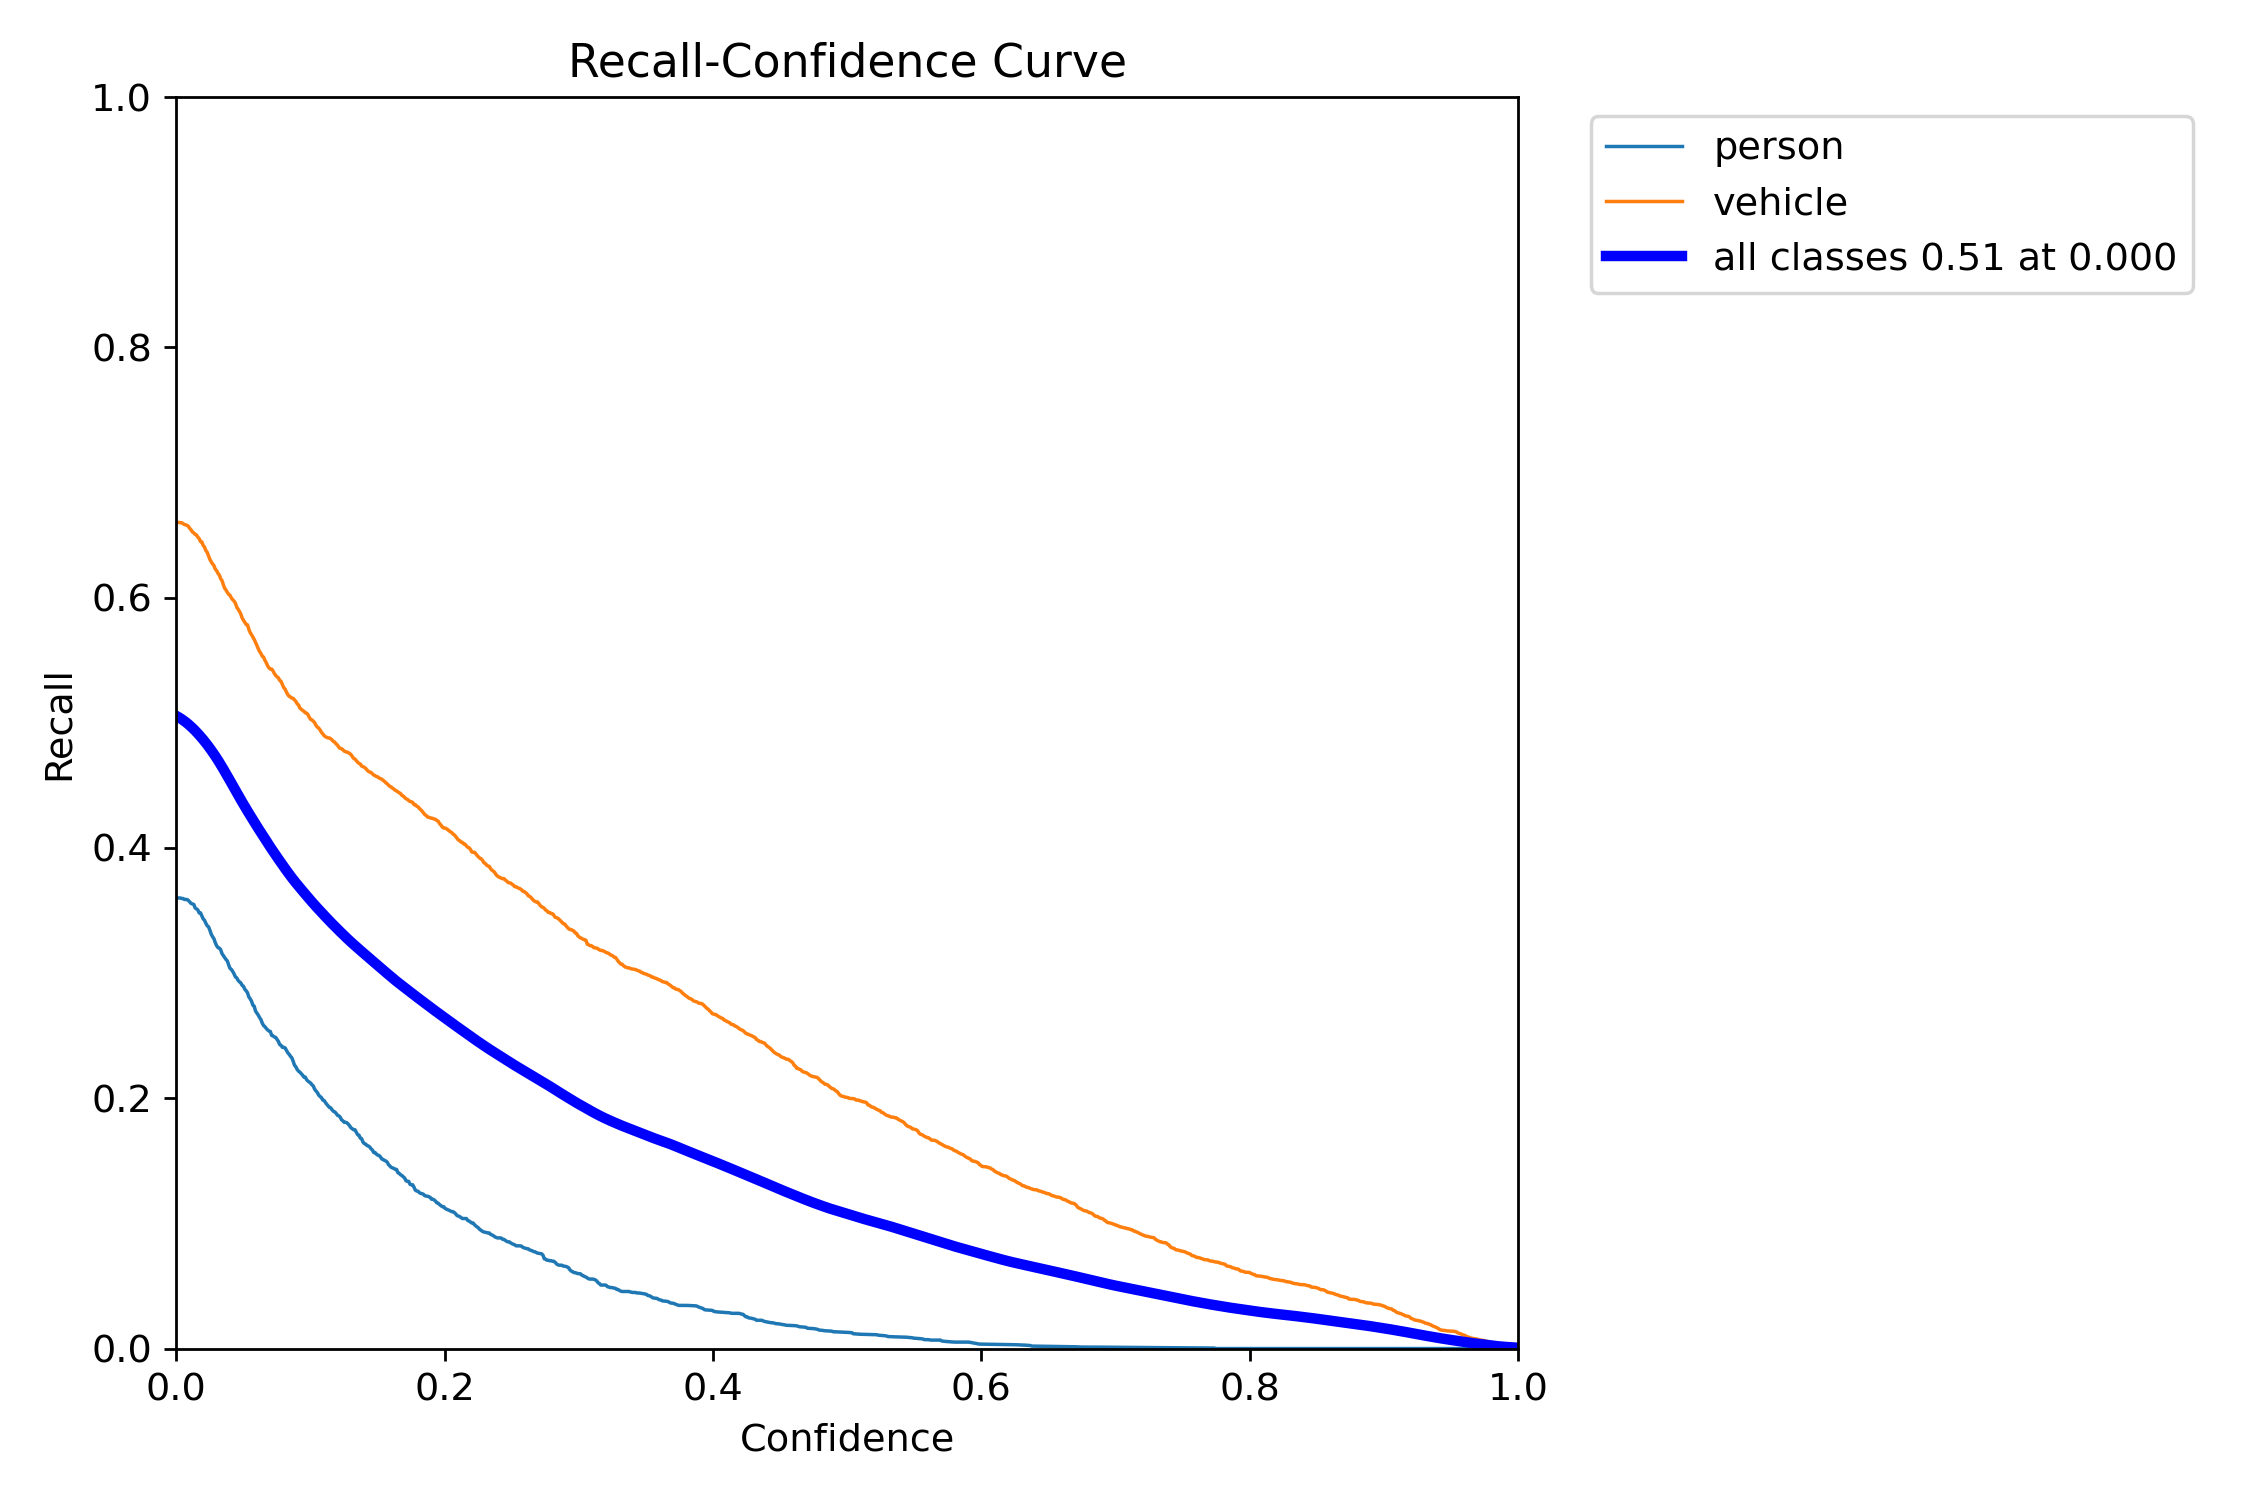 Recall-Confidence Curve
1.0
0.8
0.6
0.4
0.2
0.0
Recall
0.0 0.2 0.4 0.6 0.8 1.0
Confidence
person
vehicle
all classes 0.51 at 0.000